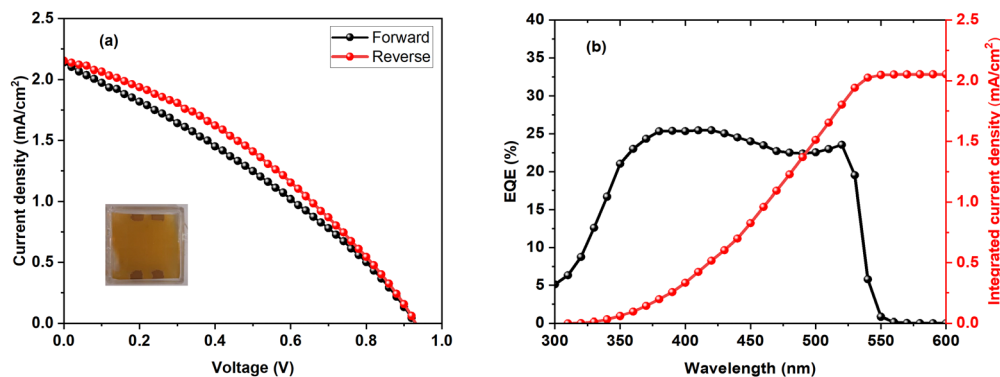 (a)
Forward
Reverse
2.5
2.0
1.5
1.0
0.5
0.0
Current density (mA/cm²)
0.0 0.2 0.4 0.6 0.8 1.0
Voltage (V)
(b)
40
35
30
25
20
15
10
5
0
EQE (%)
2.5
2.0
1.5
1.0
0.5
0.0
Integrated current density (mA/cm²)
300 350 400 450 500 550 600
Wavelength (nm)